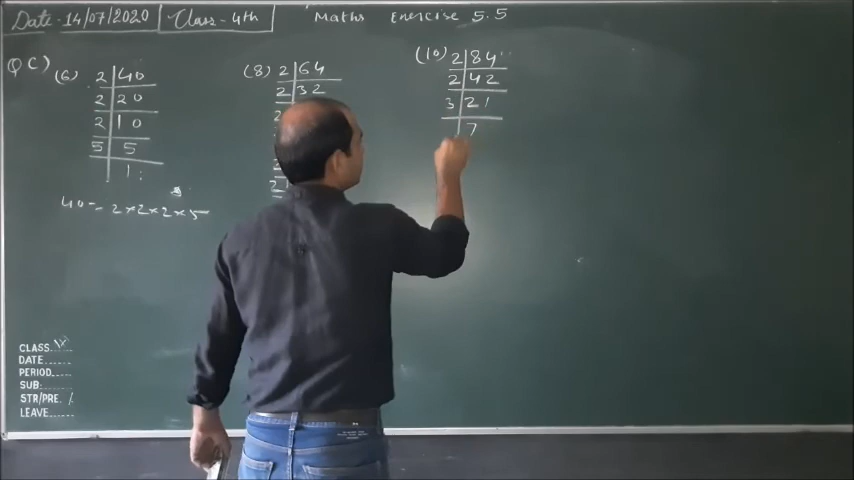 Date - 14/07/2020 Class - 4th Maths Exercise 5.5
Q C)
(6) 2 40
2 20
2 10
5 5
1
40 = 2×2×2×5
(8) 2 64
2 32
2
2
(10) 2 84
2 42
3 21
7
CLASS.....
DATE......
PERIOD.....
SUB.......
STR/PRE.
LEAVE.....